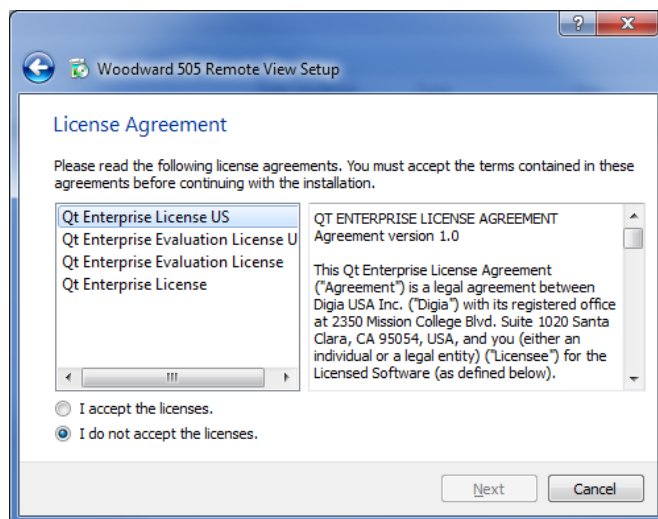 Woodward 505 Remote View Setup
License Agreement
Please read the following license agreements. You must accept the terms contained in these
agreements before continuing with the installation.
Qt Enterprise License US
Qt Enterprise Evaluation License U
Qt Enterprise Evaluation License
Qt Enterprise License
QT ENTERPRISE LICENSE AGREEMENT
Agreement version 1.0
This Qt Enterprise License Agreement
("Agreement") is a legal agreement between
Digia USA Inc. ("Digia") with its registered office
at 2350 Mission College Blvd. Suite 1020 Santa
Clara, CA 95054, USA, and you (either an
individual or a legal entity) ("Licensee") for the
Licensed Software (as defined below).
I accept the licenses.
I do not accept the licenses.
Next
Cancel